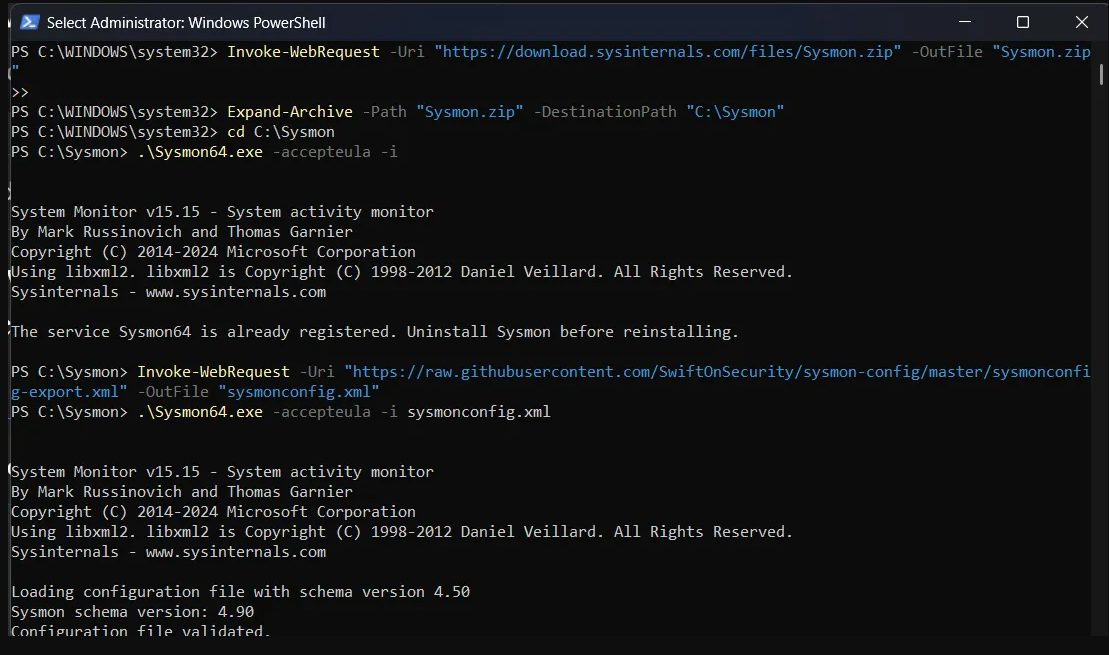 Select Administrator: Windows PowerShell
PS C:\WINDOWS\system32> Invoke-WebRequest -Uri "https://download.sysinternals.com/files/Sysmon.zip" -OutFile "Sysmon.zip
"
>>
PS C:\WINDOWS\system32> Expand-Archive -Path "Sysmon.zip" -DestinationPath "C:\Sysmon"
PS C:\WINDOWS\system32> cd C:\Sysmon
PS C:\Sysmon> .\Sysmon64.exe -accepteula -i
System Monitor v15.15 - System activity monitor
By Mark Russinovich and Thomas Garnier
Copyright (C) 2014-2024 Microsoft Corporation
Using libxml2. libxml2 is Copyright (C) 1998-2012 Daniel Veillard. All Rights Reserved.
Sysinternals - www.sysinternals.com
The service Sysmon64 is already registered. Uninstall Sysmon before reinstalling.
PS C:\Sysmon> Invoke-WebRequest -Uri "https://raw.githubusercontent.com/SwiftOnSecurity/sysmon-config/master/sysmonconfi
g-export.xml" -OutFile "sysmonconfig.xml"
PS C:\Sysmon> .\Sysmon64.exe -accepteula -i sysmonconfig.xml
System Monitor v15.15 - System activity monitor
By Mark Russinovich and Thomas Garnier
Copyright (C) 2014-2024 Microsoft Corporation
Using libxml2. libxml2 is Copyright (C) 1998-2012 Daniel Veillard. All Rights Reserved.
Sysinternals - www.sysinternals.com
Loading configuration file with schema version 4.50
Sysmon schema version: 4.90
Configuration file validated.